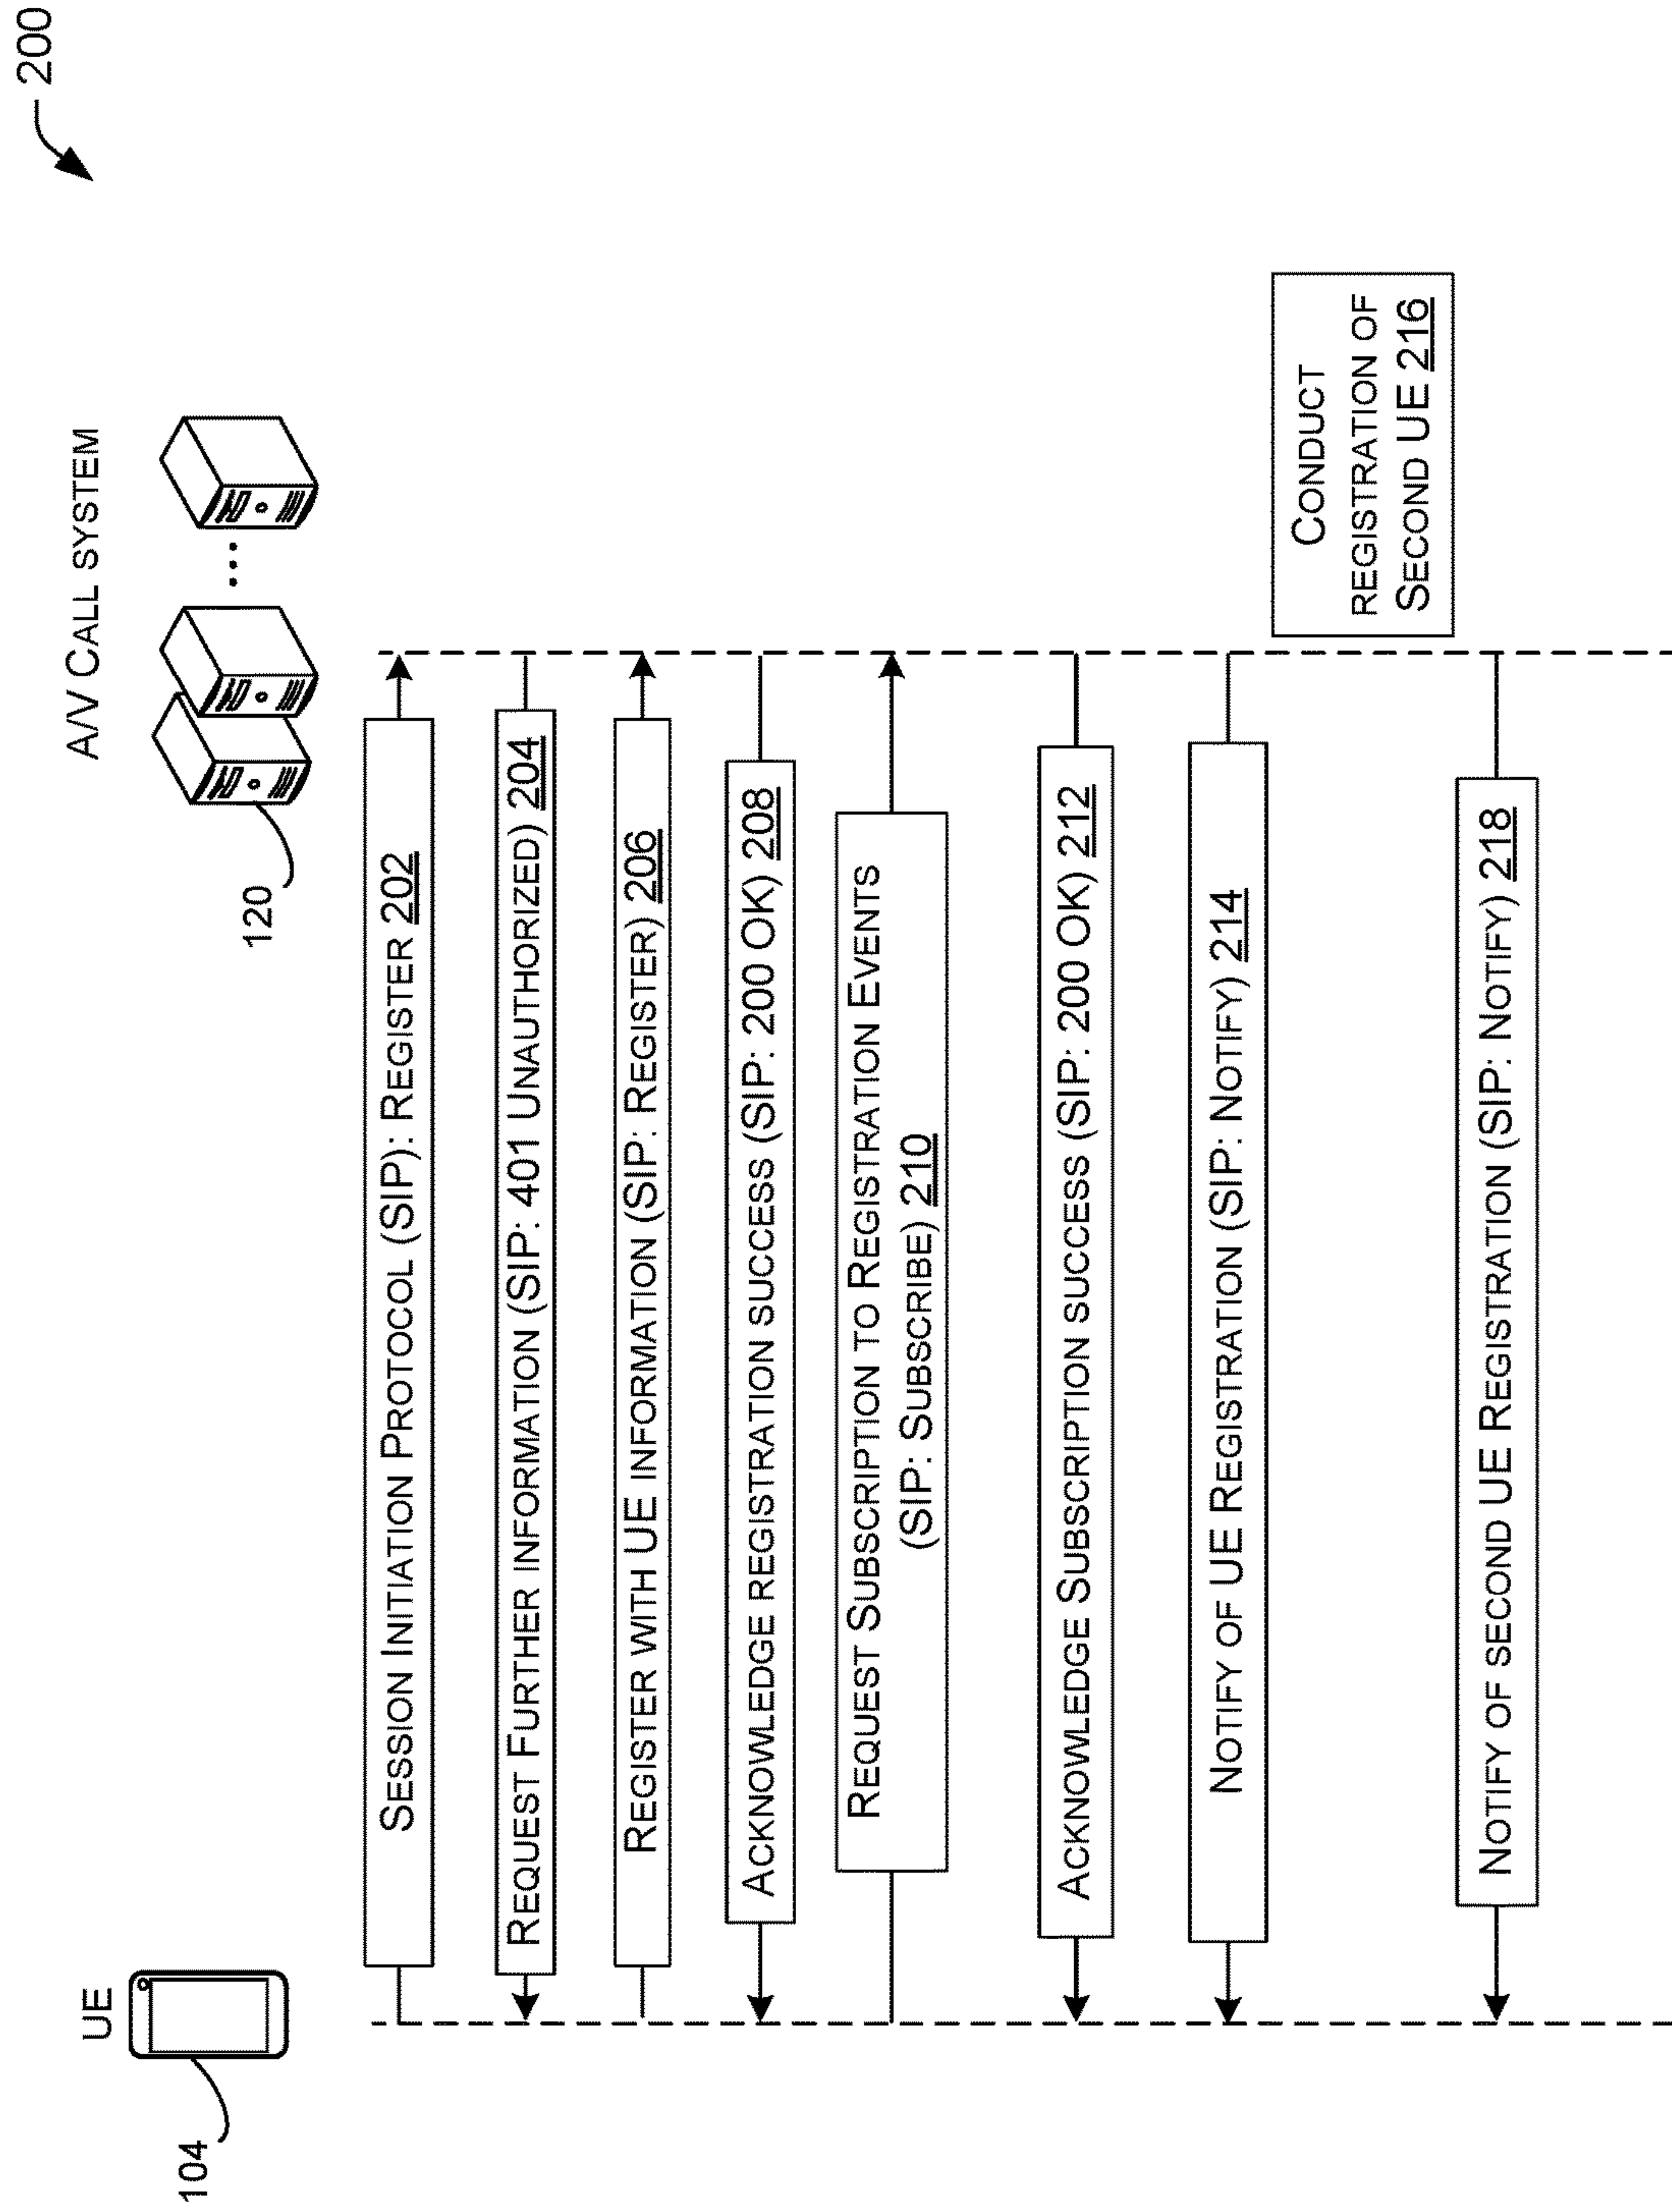 200
UE
A/V CALL SYSTEM
104
120
SESSION INITIATION PROTOCOL (SIP): REGISTER 202
REQUEST FURTHER INFORMATION (SIP: 401 UNAUTHORIZED) 204
REGISTER WITH UE INFORMATION (SIP: REGISTER) 206
ACKNOWLEDGE REGISTRATION SUCCESS (SIP: 200 OK) 208
REQUEST SUBSCRIPTION TO REGISTRATION EVENTS
(SIP: SUBSCRIBE) 210
ACKNOWLEDGE SUBSCRIPTION SUCCESS (SIP: 200 OK) 212
NOTIFY OF UE REGISTRATION (SIP: NOTIFY) 214
CONDUCT
REGISTRATION OF
SECOND UE 216
NOTIFY OF SECOND UE REGISTRATION (SIP: NOTIFY) 218